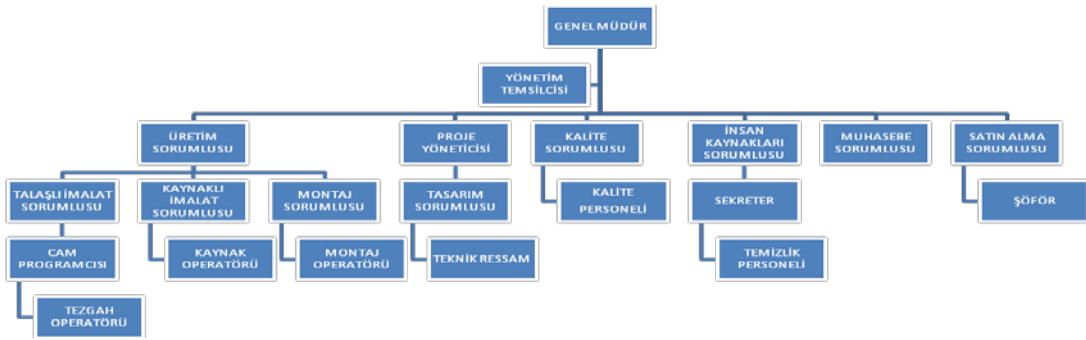 GENEL MÜDÜR
YÖNETİM
TEMSİLCİSİ
ÜRETİM
SORUMLUSU
PROJE
YÖNETİCİSİ
KALİTE
SORUMLUSU
İNSAN
KAYNAKLARI
SORUMLUSU
MUHASEBE
SORUMLUSU
SATIN ALMA
SORUMLUSU
TALAŞLI İMALAT
SORUMLUSU
KAYNAKLI
İMALAT
SORUMLUSU
MONTAJ
SORUMLUSU
TASARIM
SORUMLUSU
KALİTE
PERSONELİ
SEKRETER
ŞÖFÖR
CAM
PROGRAMCISI
KAYNAK
OPERATÖRÜ
MONTAJ
OPERATÖRÜ
TEKNİK RESSAM
TEMİZLİK
PERSONELİ
TEZGAH
OPERATÖRÜ